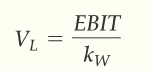 V_L = EBIT / k_W